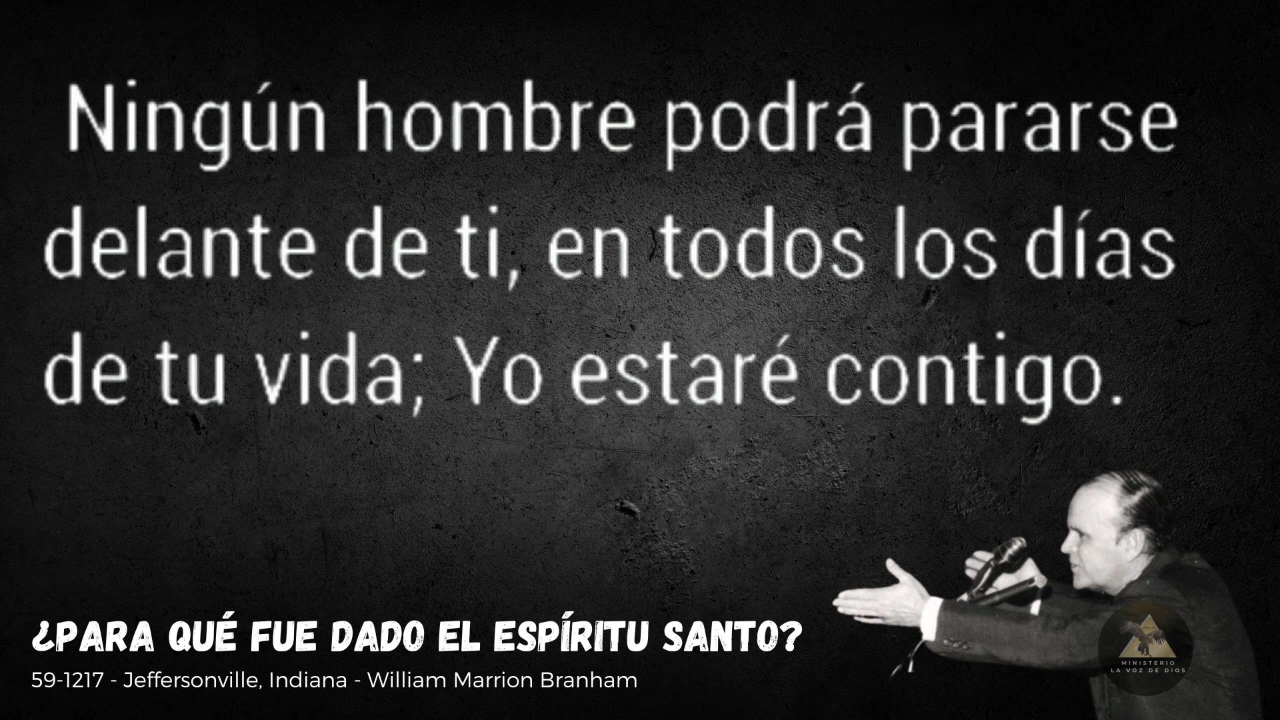 Ningún hombre podrá pararse
delante de ti, en todos los días
de tu vida; Yo estaré contigo.
¿PARA QUÉ FUE DADO EL ESPÍRITU SANTO?
59-1217 - Jeffersonville, Indiana - William Marrion Branham
MINISTERIO
LA VOZ DE DIOS